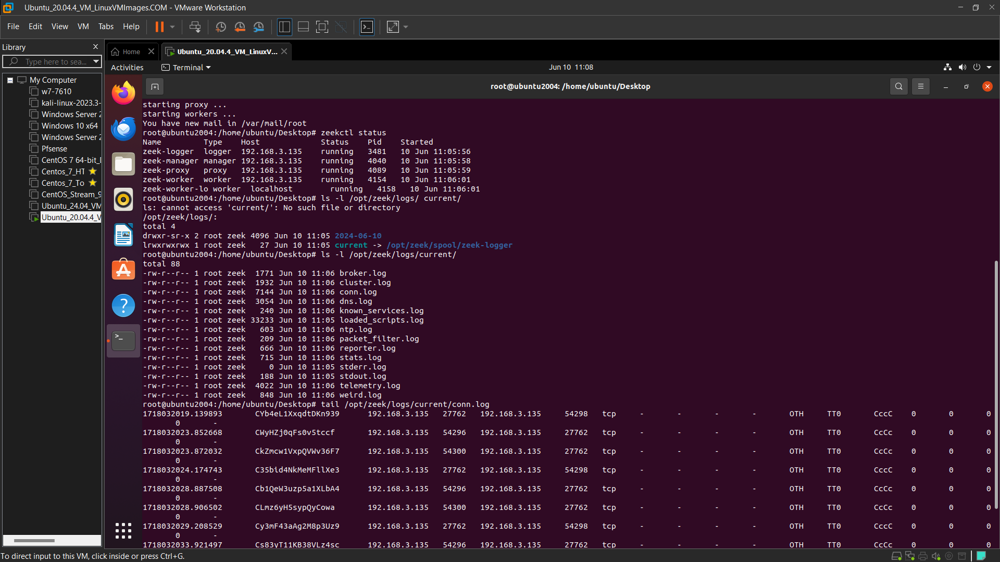 Ubuntu_20.04.4_VM_LinuxVMImages.COM - VMware Workstation
File Edit View VM Tabs Help
Library
Type here to sea...
My Computer
w7-7610
kali-linux-2023.3-
Windows Server 2
Windows 10 x64
Windows Server 2
Pfsense
CentOS 7 64-bit_I
Centos_7_HT
Centos_7_To
CentOS_Stream_9
Ubuntu_24.04_VM
Ubuntu_20.04.4_V
Home
Ubuntu_20.04.4_VM_LinuxV...
Activities Terminal Jun 10 11:08
root@ubuntu2004: /home/ubuntu/Desktop
starting proxy ...
starting workers ...
You have new mail in /var/mail/root
root@ubuntu2004:/home/ubuntu/Desktop# zeekctl status
Name Type Host Status Pid Started
zeek-logger logger 192.168.3.135 running 3481 10 Jun 11:05:56
zeek-manager manager 192.168.3.135 running 4040 10 Jun 11:05:58
zeek-proxy proxy 192.168.3.135 running 4089 10 Jun 11:05:59
zeek-worker worker 192.168.3.135 running 4154 10 Jun 11:06:01
zeek-worker-lo worker localhost running 4158 10 Jun 11:06:01
root@ubuntu2004:/home/ubuntu/Desktop# ls -l /opt/zeek/logs/ current/
ls: cannot access 'current/': No such file or directory
/opt/zeek/logs/:
total 4
drwxr-sr-x 2 root zeek 4096 Jun 10 11:05 2024-06-10
lrwxrwxrwx 1 root zeek 27 Jun 10 11:05 current -> /opt/zeek/spool/zeek-logger
root@ubuntu2004:/home/ubuntu/Desktop# ls -l /opt/zeek/logs/current/
total 88
-rw-r--r-- 1 root zeek 1771 Jun 10 11:06 broker.log
-rw-r--r-- 1 root zeek 1932 Jun 10 11:06 cluster.log
-rw-r--r-- 1 root zeek 7144 Jun 10 11:06 conn.log
-rw-r--r-- 1 root zeek 3054 Jun 10 11:06 dns.log
-rw-r--r-- 1 root zeek 240 Jun 10 11:06 known_services.log
-rw-r--r-- 1 root zeek 33233 Jun 10 11:05 loaded_scripts.log
-rw-r--r-- 1 root zeek 603 Jun 10 11:06 ntp.log
-rw-r--r-- 1 root zeek 209 Jun 10 11:06 packet_filter.log
-rw-r--r-- 1 root zeek 666 Jun 10 11:06 reporter.log
-rw-r--r-- 1 root zeek 715 Jun 10 11:06 stats.log
-rw-r--r-- 1 root zeek 0 Jun 10 11:05 stderr.log
-rw-r--r-- 1 root zeek 188 Jun 10 11:05 stdout.log
-rw-r--r-- 1 root zeek 4022 Jun 10 11:06 telemetry.log
-rw-r--r-- 1 root zeek 848 Jun 10 11:06 weird.log
root@ubuntu2004:/home/ubuntu/Desktop# tail /opt/zeek/logs/current/conn.log
1718032019.139893 CYb4eL1XxqdtDKn939 192.168.3.135 27762 192.168.3.135 54298 tcp - - - - OTH TT0 CccC 0 0 0
0 -
1718032023.852668 CWyHZj0qFs0v5tccf 192.168.3.135 54296 192.168.3.135 27762 tcp - - - - OTH TT0 CcCc 0 0 0
0 -
1718032023.872032 CkZmcw1VxpQVWv36F7 192.168.3.135 54300 192.168.3.135 27762 tcp - - - - OTH TT0 CcCc 0 0 0
0 -
1718032024.174743 C35bid4NkMeMFllXe3 192.168.3.135 27762 192.168.3.135 54298 tcp - - - - OTH TT0 CccC 0 0 0
0 -
1718032028.887508 Cb1QeW3uzp5a1XLbA4 192.168.3.135 54296 192.168.3.135 27762 tcp - - - - OTH TT0 CcCc 0 0 0
0 -
1718032028.906502 CLmz6yH5sypQyCowa 192.168.3.135 54300 192.168.3.135 27762 tcp - - - - OTH TT0 CcCc 0 0 0
0 -
1718032029.208529 Cy3mF43aAg2M8p3Uz9 192.168.3.135 27762 192.168.3.135 54298 tcp - - - - OTH TT0 CccC 0 0 0
0 -
1718032033.921497 Cs83yT11KB38VLz4sc 192.168.3.135 54296 192.168.3.135 27762 tcp - - - - OTH TT0 CcCc 0 0 0
To direct input to this VM, click inside or press Ctrl+G.